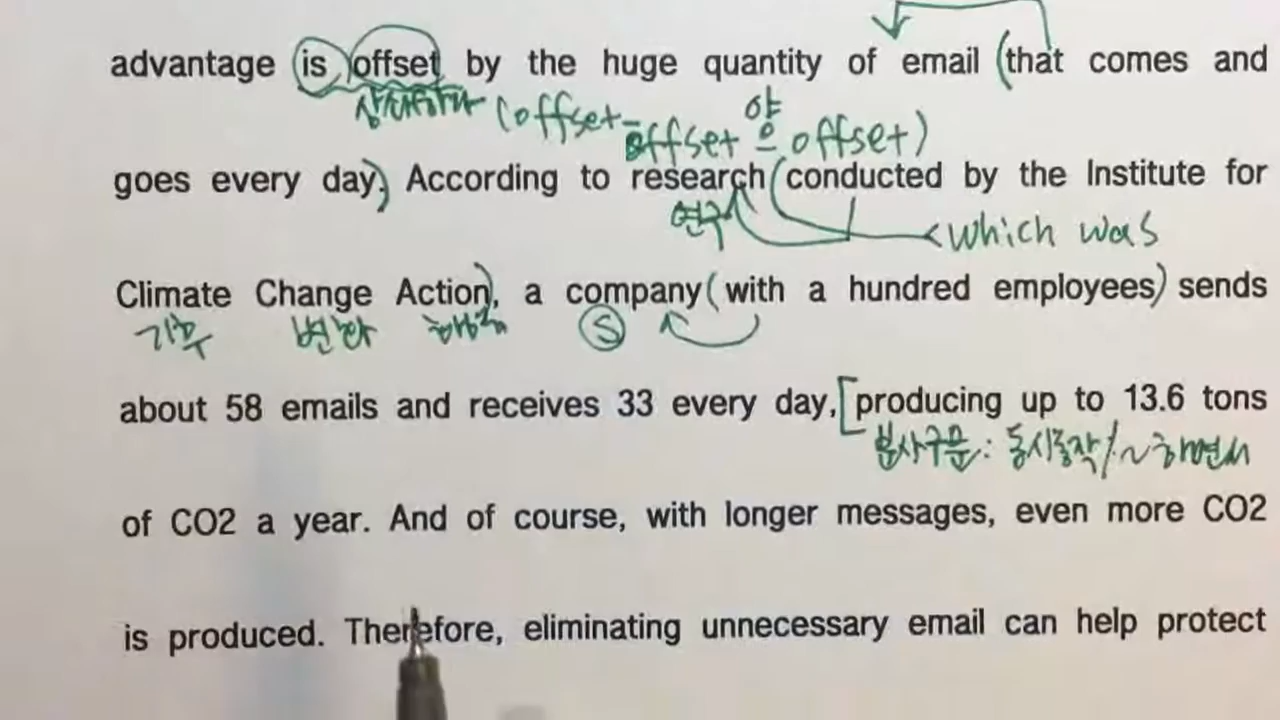 advantage is offset by the huge quantity of email (that comes and
상쇄하다 (offset-offset-offset) 양
goes every day.) According to research (conducted by the Institute for
연구 which was
Climate Change Action), a company (with a hundred employees) sends
기후 변화 행동 S
about 58 emails and receives 33 every day, [producing up to 13.6 tons
분사구문: 동시동작/~하면서
of CO2 a year. And of course, with longer messages, even more CO2
is produced. Therefore, eliminating unnecessary email can help protect